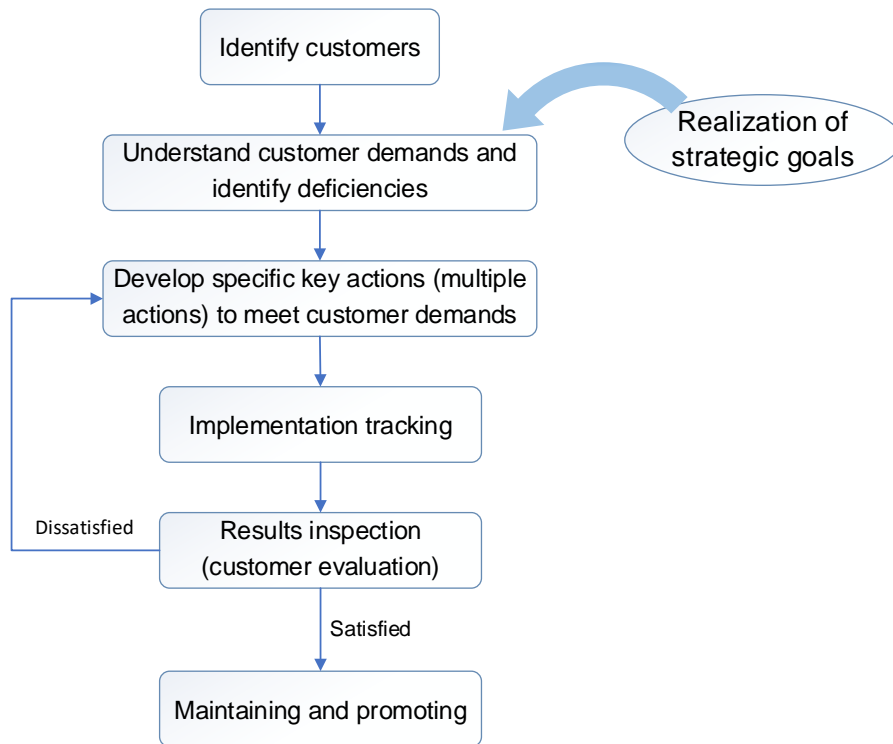 Identify customers
Realization of
strategic goals
Understand customer demands and
identify deficiencies
Develop specific key actions (multiple
actions) to meet customer demands
Implementation tracking
Dissatisfied
Results inspection
(customer evaluation)
Satisfied
Maintaining and promoting